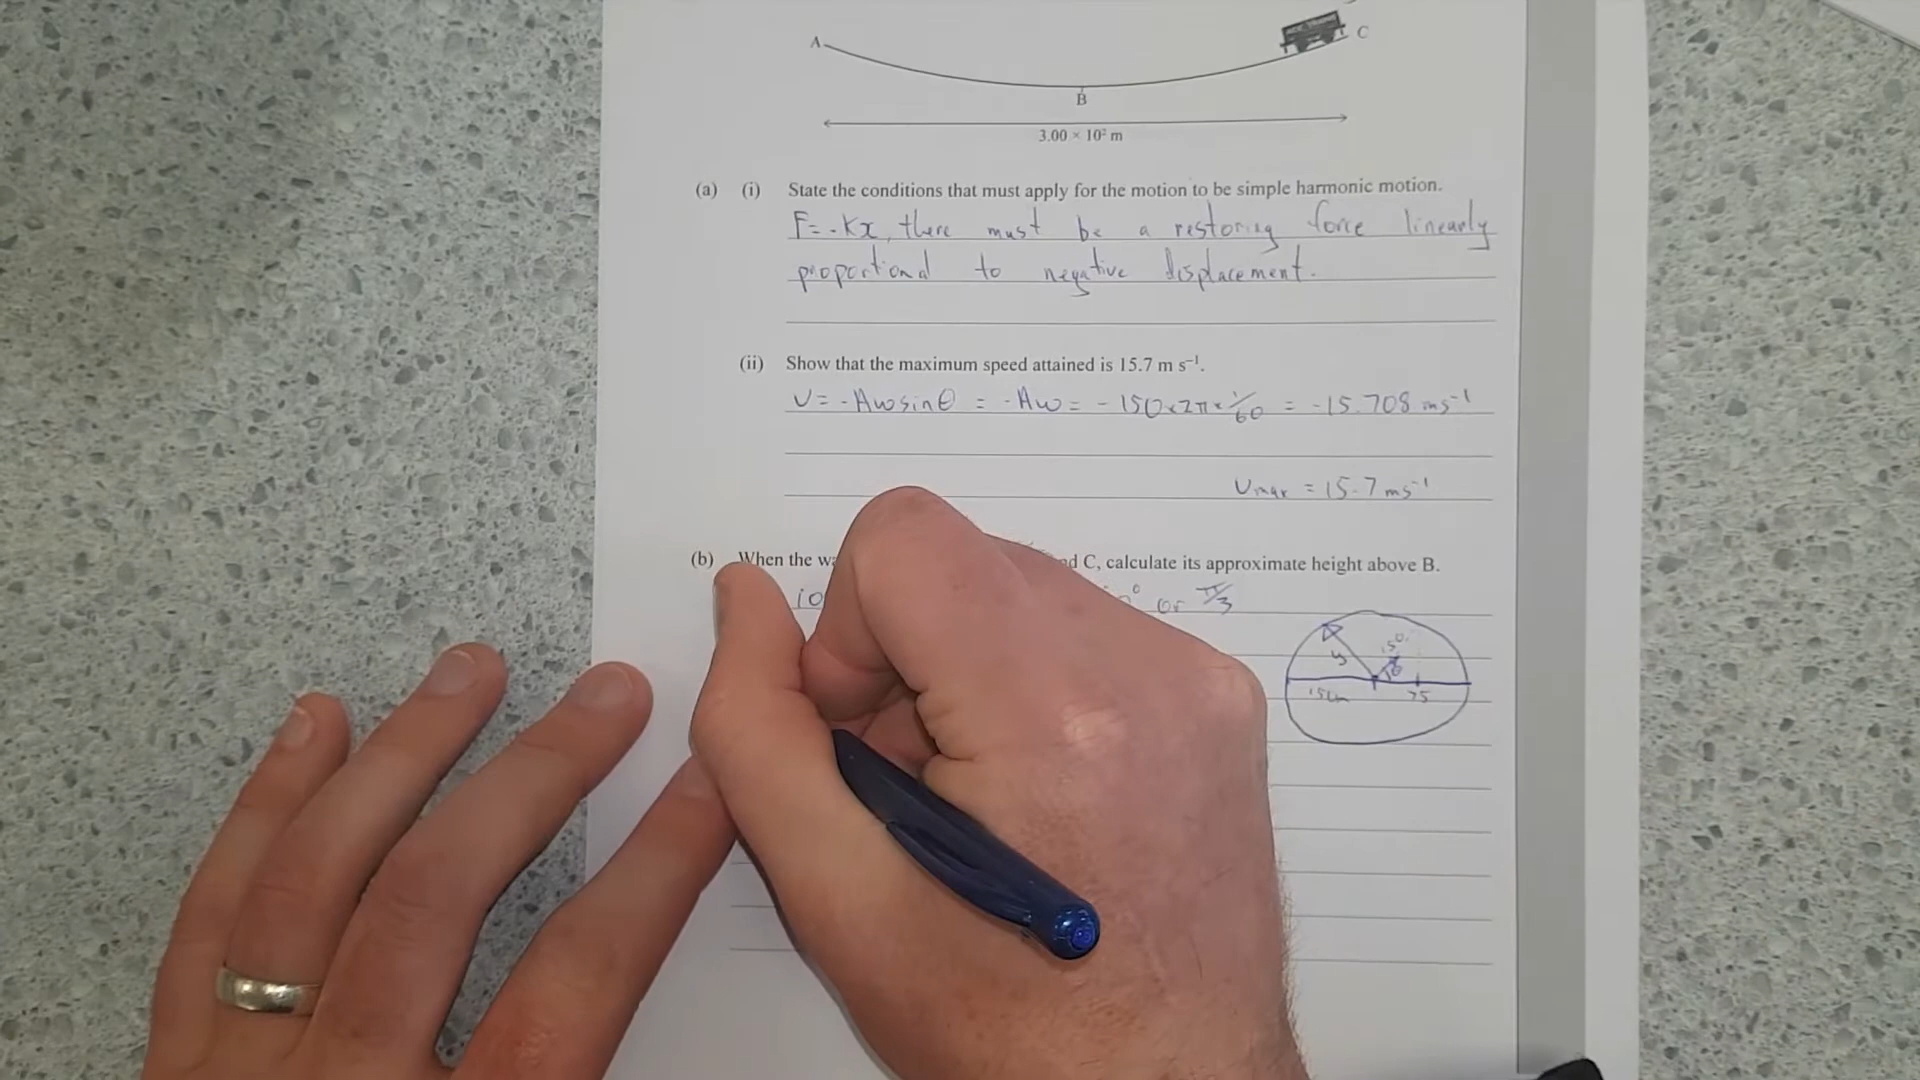 A
C
B
3.00 × 10² m
(a) (i) State the conditions that must apply for the motion to be simple harmonic motion.
F = -Kx, there must be a restoring force linearly
proportional to negative displacement.
(ii) Show that the maximum speed attained is 15.7 m s⁻¹.
V = -Aω sinθ = -Aω = -150×2π×1/60 = -15.708 ms⁻¹
Vmax = 15.7 ms⁻¹
(b) When the C, calculate its approximate height above B.
or π/3
150
75